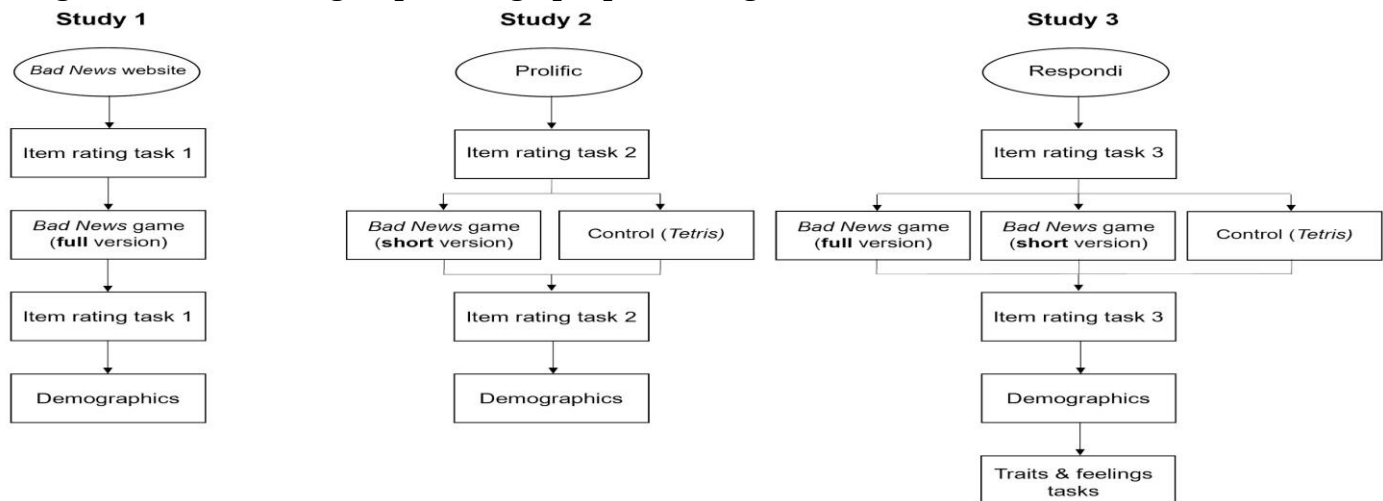 Study 1
Bad News website
Item rating task 1
Bad News game
(full version)
Item rating task 1
Demographics
Study 2
Prolific
Item rating task 2
Bad News game
(short version)
Control (Tetris)
Item rating task 2
Demographics
Study 3
Respondi
Item rating task 3
Bad News game
(full version)
Bad News game
(short version)
Control (Tetris)
Item rating task 3
Demographics
Traits & feelings
tasks